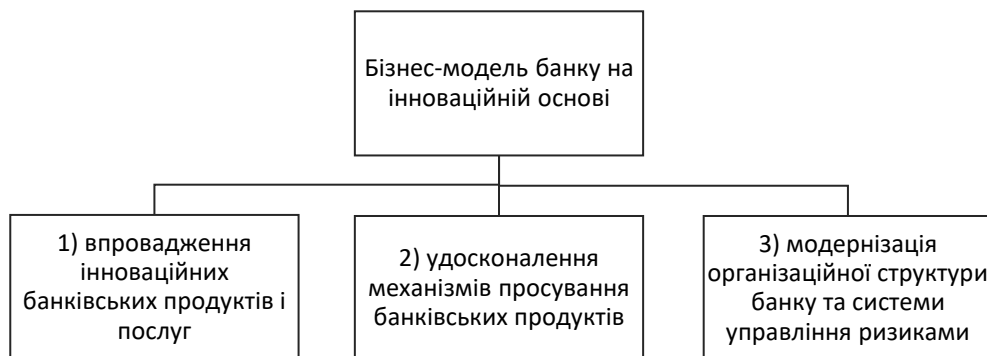 Бізнес-модель банку на
інноваційній основі
1) впровадження
інноваційних
банківських продуктів і
послуг
2) удосконалення
механізмів просування
банківських продуктів
3) модернізація
організаційної структури
банку та системи
управління ризиками